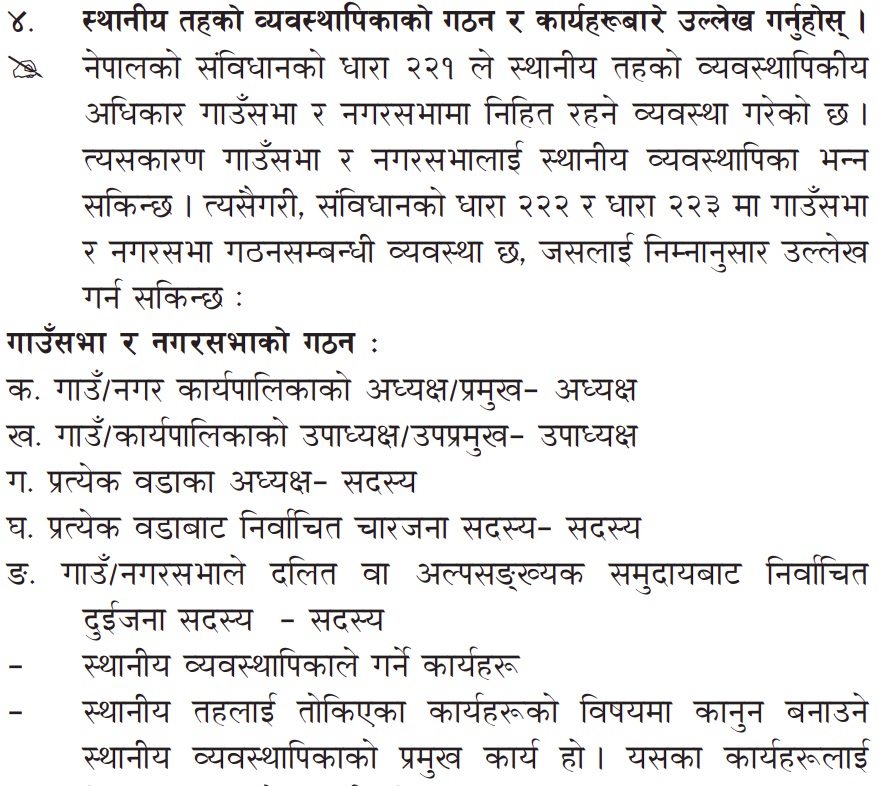 ४. स्थानीय तहको व्यवस्थापिकाको गठन र कार्यहरूबारे उल्लेख गर्नुहोस् ।
नेपालको संविधानको धारा २२१ ले स्थानीय तहको व्यवस्थापिकीय
अधिकार गाउँसभा र नगरसभामा निहित रहने व्यवस्था गरेको छ ।
त्यसकारण गाउँसभा र नगरसभालाई स्थानीय व्यवस्थापिका भन्न
सकिन्छ । त्यसैगरी, संविधानको धारा २२२ र धारा २२३ मा गाउँसभा
र नगरसभा गठनसम्बन्धी व्यवस्था छ, जसलाई निम्नानुसार उल्लेख
गर्न सकिन्छ :
गाउँसभा र नगरसभाको गठन :
क. गाउँ/नगर कार्यपालिकाको अध्यक्ष/प्रमुख– अध्यक्ष
ख. गाउँ/कार्यपालिकाको उपाध्यक्ष/उपप्रमुख– उपाध्यक्ष
ग. प्रत्येक वडाका अध्यक्ष– सदस्य
घ. प्रत्येक वडाबाट निर्वाचित चारजना सदस्य– सदस्य
ङ. गाउँ/नगरसभाले दलित वा अल्पसङ्ख्यक समुदायबाट निर्वाचित
दुईजना सदस्य – सदस्य
– स्थानीय व्यवस्थापिकाले गर्ने कार्यहरू
– स्थानीय तहलाई तोकिएका कार्यहरूको विषयमा कानुन बनाउने
स्थानीय व्यवस्थापिकाको प्रमुख कार्य हो । यसका कार्यहरूलाई